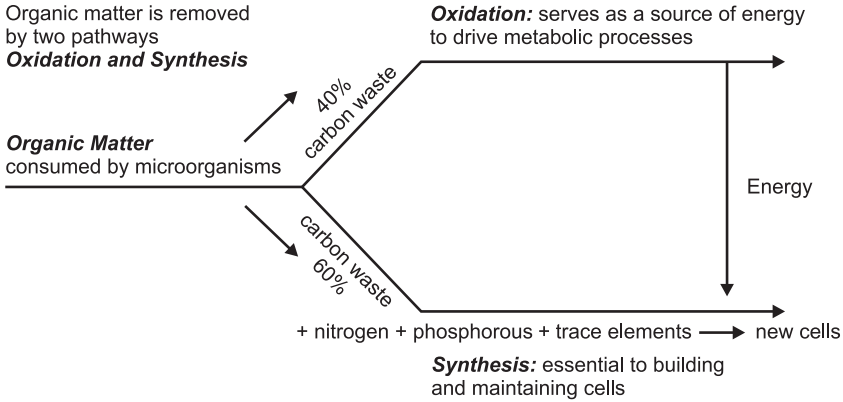 Organic matter is removed
by two pathways
Oxidation and Synthesis
Oxidation: serves as a source of energy
to drive metabolic processes
40%
carbon waste
Organic Matter
consumed by microorganisms
Energy
carbon waste
60%
+ nitrogen + phosphorous + trace elements
new cells
Synthesis: essential to building
and maintaining cells